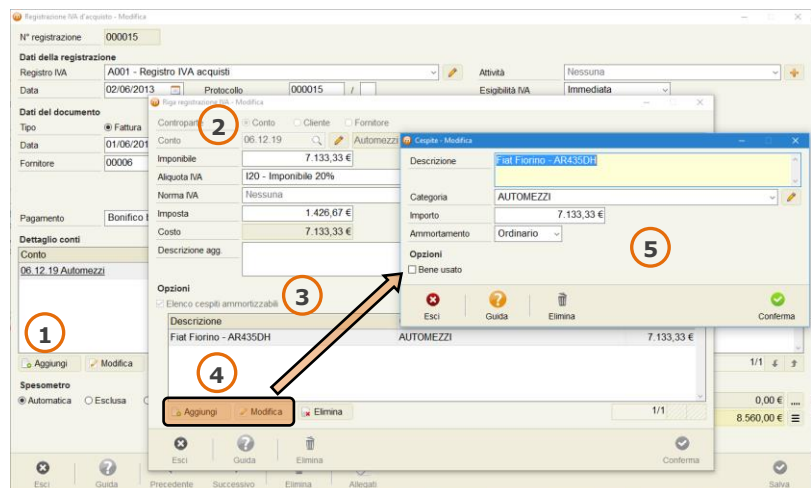 Registrazione IVA d'acquisto - Modifica
N° registrazione 000015
Dati della registrazione
Registro IVA A001 - Registro IVA acquisti Attività Nessuna
Data 02/06/2013 Protocollo 000015 / Esigibilità IVA Immediata
Dati del documento
Tipo Fattura
Data 01/06/201
Fornitore 00006
Pagamento Bonifico
Dettaglio conti
Conto
06.12.19 Automezzi
1
Aggiungi Modifica 1/1
Spesometro
Automatica Esclusa
0,00 € ....
8.560,00 €
Esci Guida Precedente Successivo Elimina Allegati Salva
Riga registrazione IVA - Modifica
Controparte 2 Conto Cliente Fornitore
Conto 06.12.19 Automezzi
Imponibile 7.133,33 €
Aliquota IVA I20 - Imponibile 20%
Norma IVA Nessuna
Imposta 1.426,67 €
Costo 7.133,33 €
Descrizione agg.
Opzioni
Elenco cespiti ammortizzabili 3
Descrizione
Fiat Fiorino - AR435DH AUTOMEZZI 7.133,33 €
4
Aggiungi Modifica Elimina 1/1
Esci Guida Elimina Conferma
Cespite - Modifica
Descrizione Fiat Fiorino - AR435DH
Categoria AUTOMEZZI
Importo 7.133,33 €
Ammortamento Ordinario
5
Opzioni
Bene usato
Esci Guida Elimina Conferma